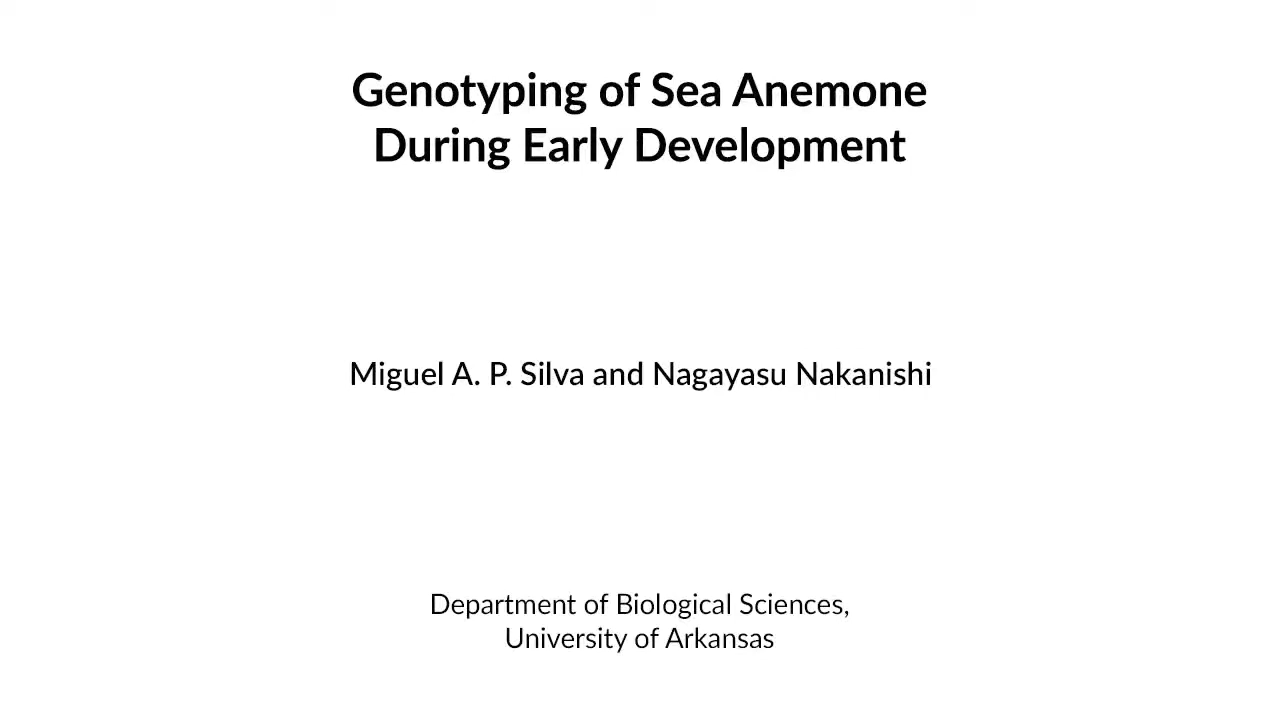 Genotyping of Sea Anemone
During Early Development
Miguel A. P. Silva and Nagayasu Nakanishi
Department of Biological Sciences,
University of Arkansas